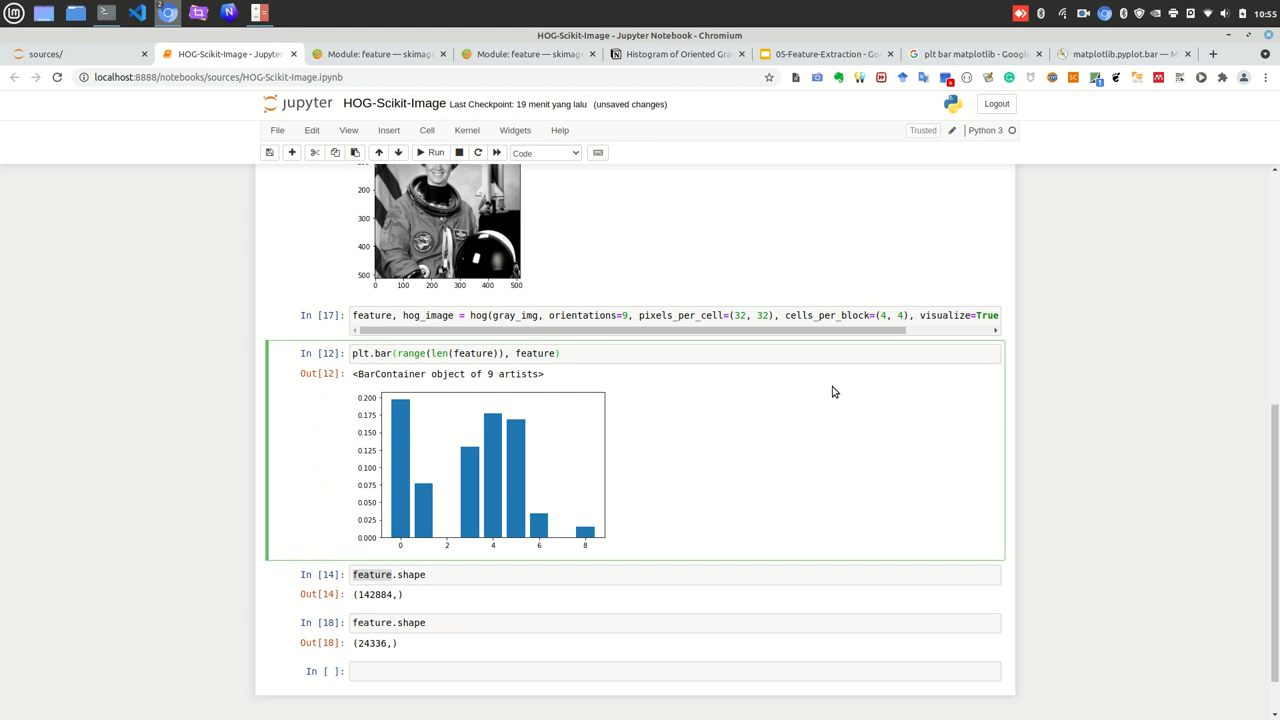 10:55
HOG-Scikit-Image - Jupyter Notebook - Chromium
sources/
HOG-Scikit-Image - Jupyter
Module: feature — skimage
Module: feature — skimage
Histogram of Oriented Gra
05-Feature-Extraction - Go
plt bar matplotlib - Google
matplotlib.pyplot.bar — M
localhost:8888/notebooks/sources/HOG-Scikit-Image.ipynb
jupyter HOG-Scikit-Image Last Checkpoint: 19 menit yang lalu (unsaved changes)
Logout
File Edit View Insert Cell Kernel Widgets Help
Trusted Python 3
Run Code
200
300
400
500
0 100 200 300 400 500
In [17]: feature, hog_image = hog(gray_img, orientations=9, pixels_per_cell=(32, 32), cells_per_block=(4, 4), visualize=True
In [12]: plt.bar(range(len(feature)), feature)
Out[12]: <BarContainer object of 9 artists>
0.200
0.175
0.150
0.125
0.100
0.075
0.050
0.025
0.000
0 2 4 6 8
In [14]: feature.shape
Out[14]: (142884,)
In [18]: feature.shape
Out[18]: (24336,)
In [ ]: